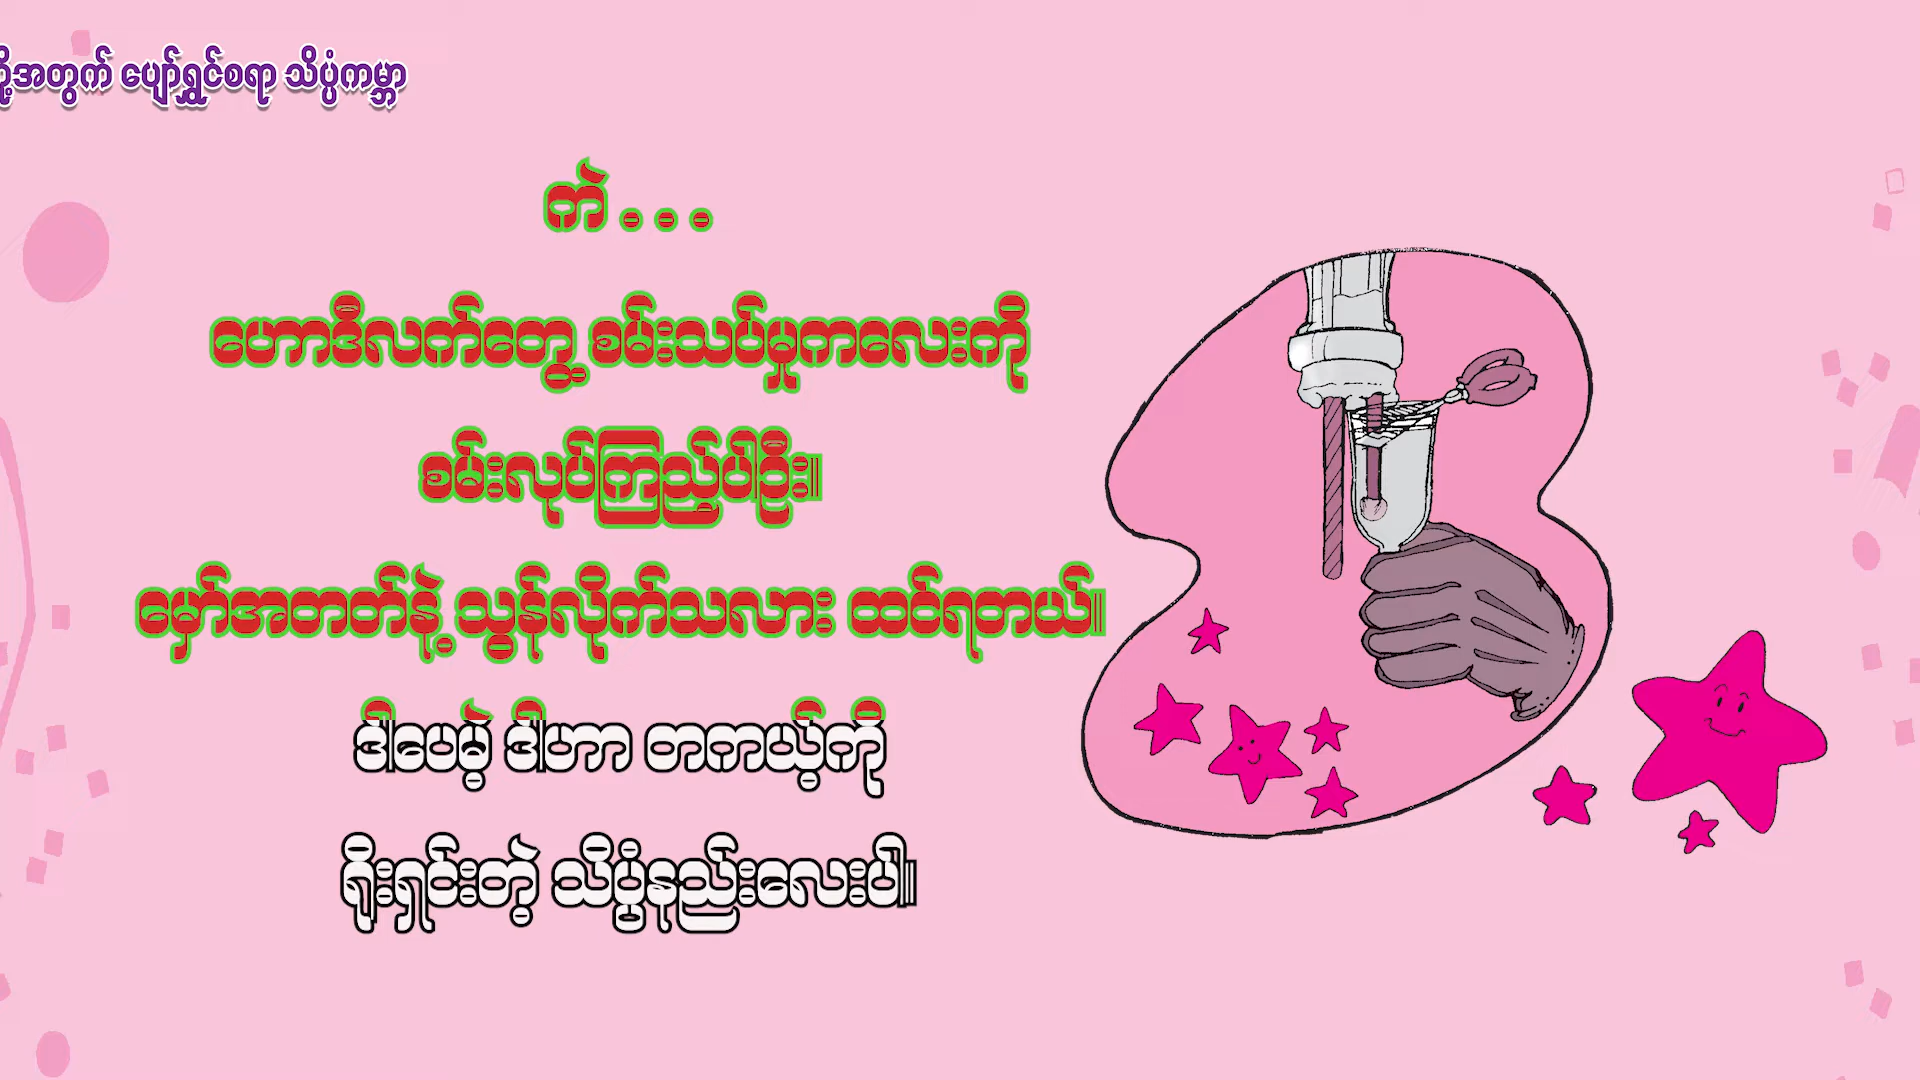 အတွက် ပျော်ရွှင်စရာ သိပ္ပံကမ္ဘာ
ကဲ . . .
ဟောဒီလက်တွေ့ စမ်းသပ်မှုကလေးကို
စမ်းလုပ်ကြည့်ပါဦး။
မှော်အတတ်နဲ့ သွန်လိုက်သလား ထင်ရတယ်။
ဒါပေမဲ့ ဒါဟာ တကယ့်ကို
ရိုးရှင်းတဲ့ သိပ္ပံနည်းလေးပါ။